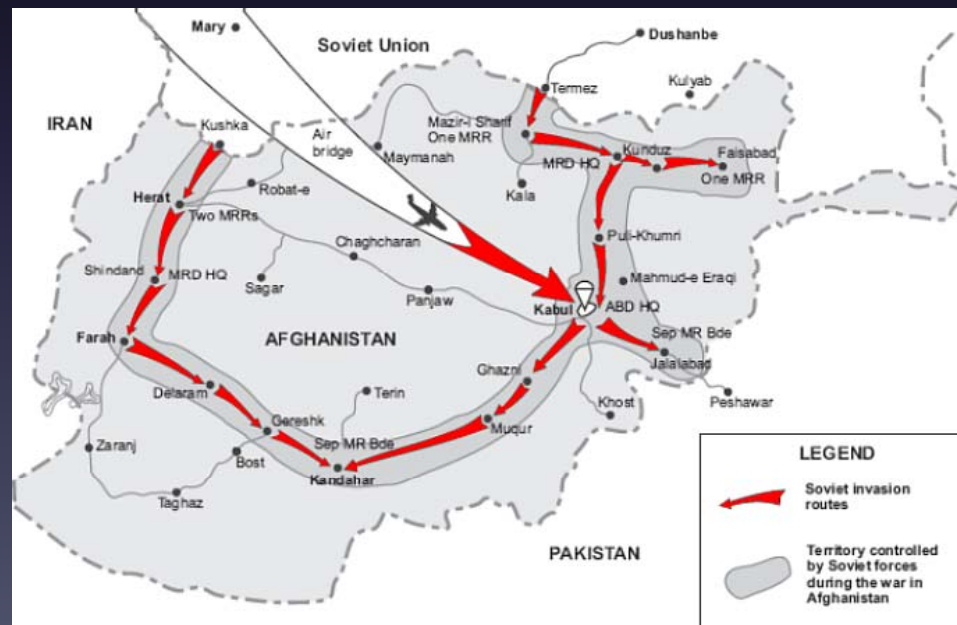 Mary
Soviet Union
Dushanbe
Termez
Kulyab
IRAN
Kushka
Air
bridge
Mazir-i Sharif
One MRR
Maymanah
MRD HQ
Kunduz
Faisabad
One MRR
Kala
Robat-e
Herat
Two MRRs
Puli-Khumri
Chaghcharan
Shindand
MRD HQ
Sagar
Panjaw
Mahmud-e Eraqi
Kabul
ABD HQ
Farah
AFGHANISTAN
Sep MR Bde
Jalalabad
Ghazni
Delaram
Terin
Khost
Peshawar
Gereshk
Muqur
Zaranj
Bost
Sep MR Bde
Kandahar
Taghaz
PAKISTAN
LEGEND
Soviet invasion
routes
Territory controlled
by Soviet forces
during the war in
Afghanistan